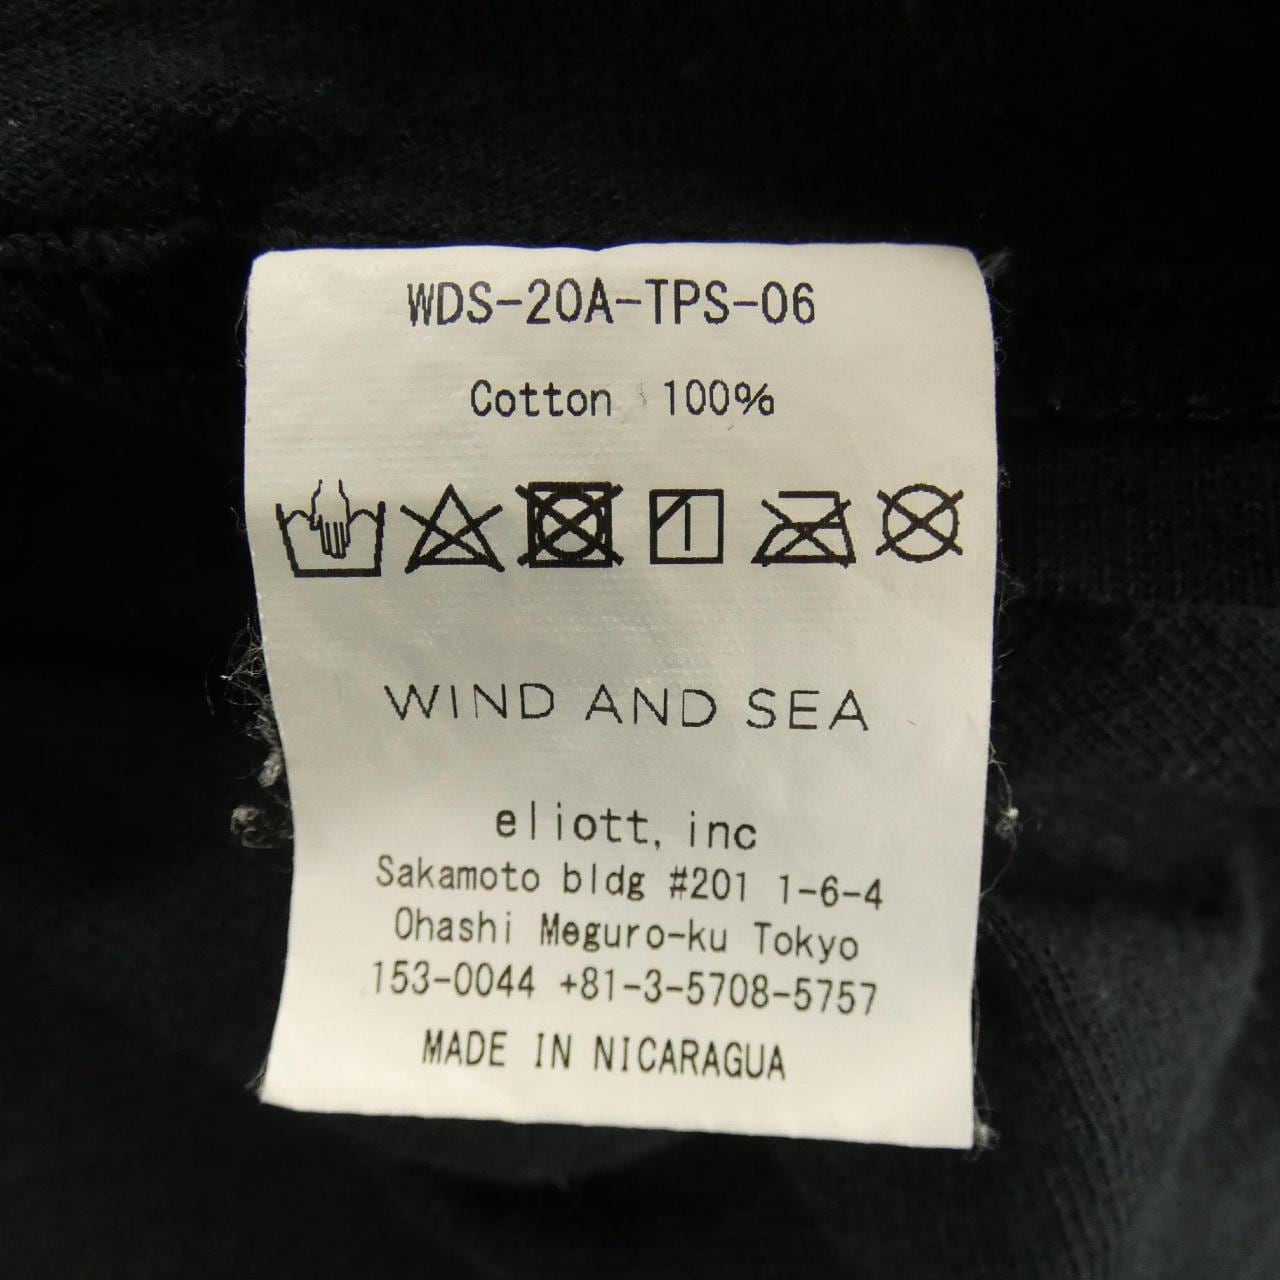 WDS-20A-TPS-06
Cotton 100%
WIND AND SEA
eliott, inc
Sakamoto bldg #201 1-6-4
Ohashi Meguro-ku Tokyo
153-0044 +81-3-5708-5757
MADE IN NICARAGUA